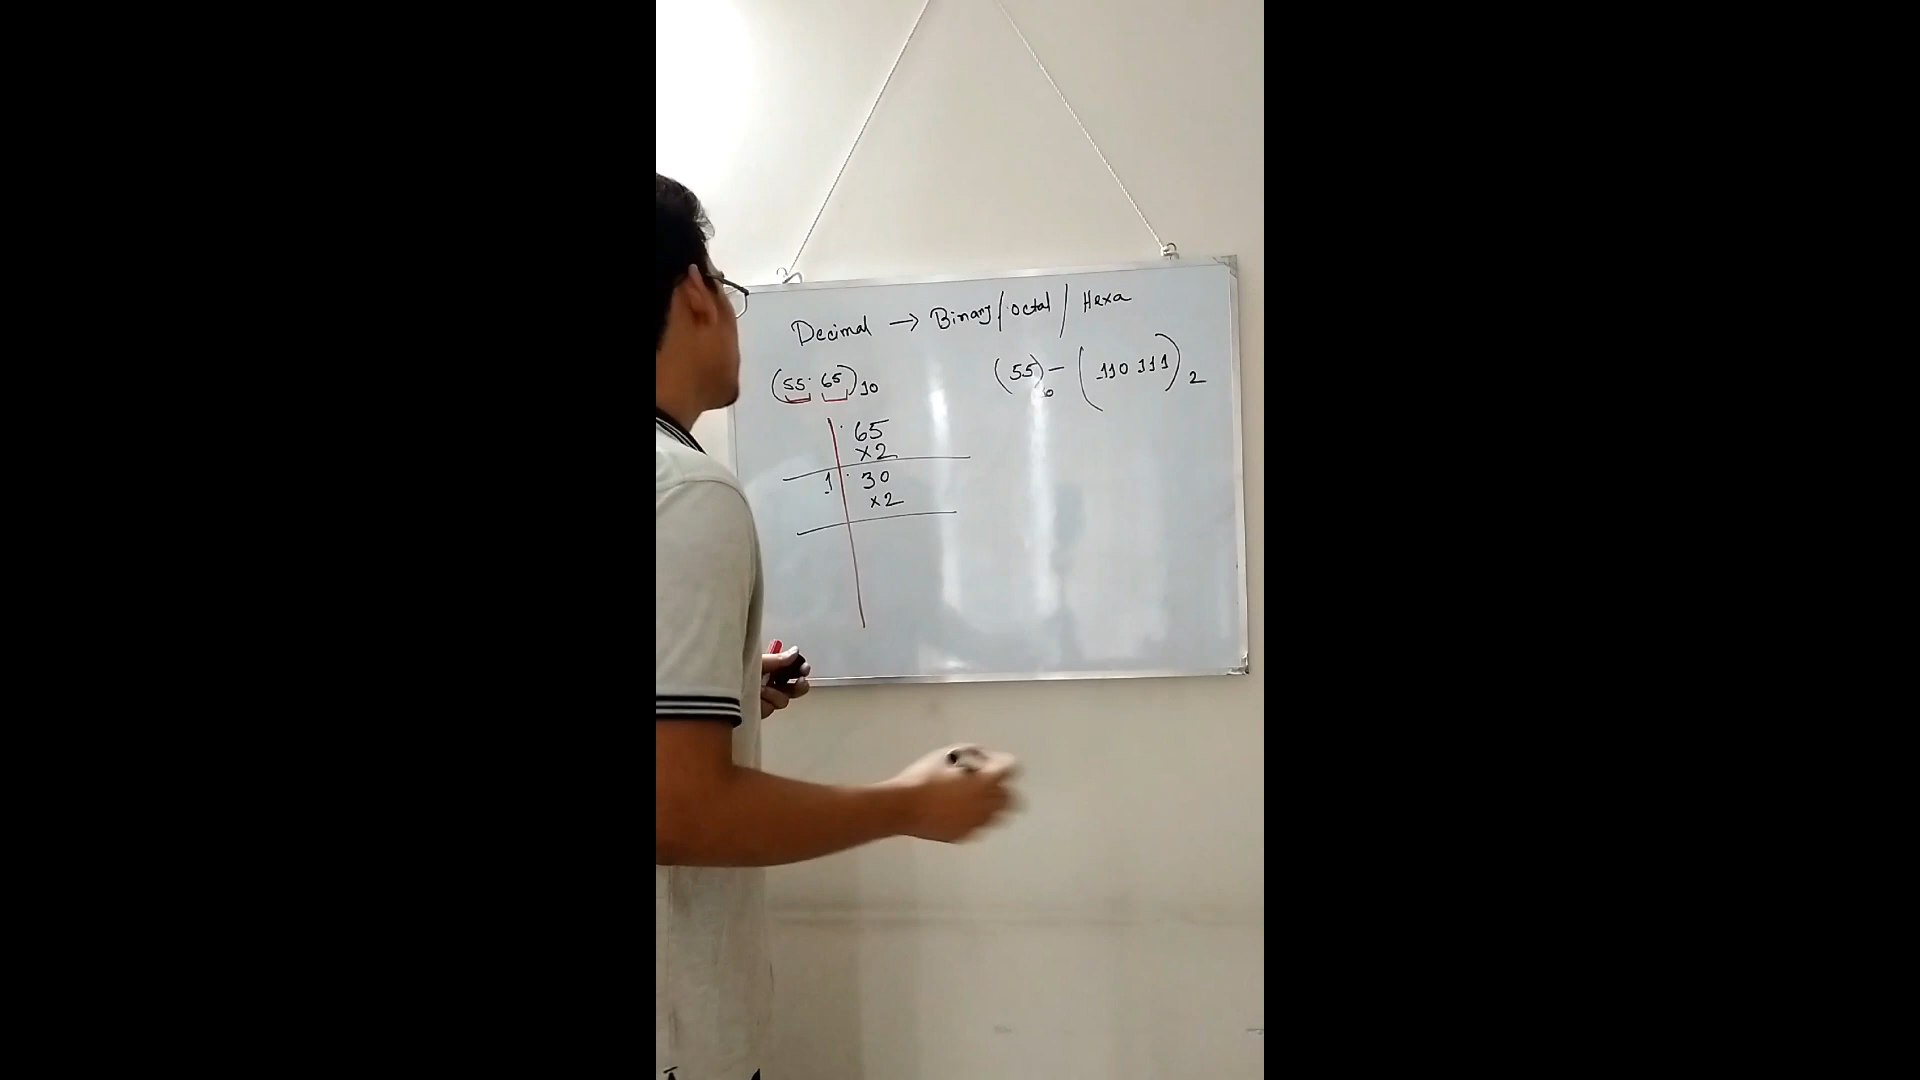 Decimal → Binary / octal / Hexa
(55.65)10
(55)10 - (110 111)2
.65
×2
1 .30
×2